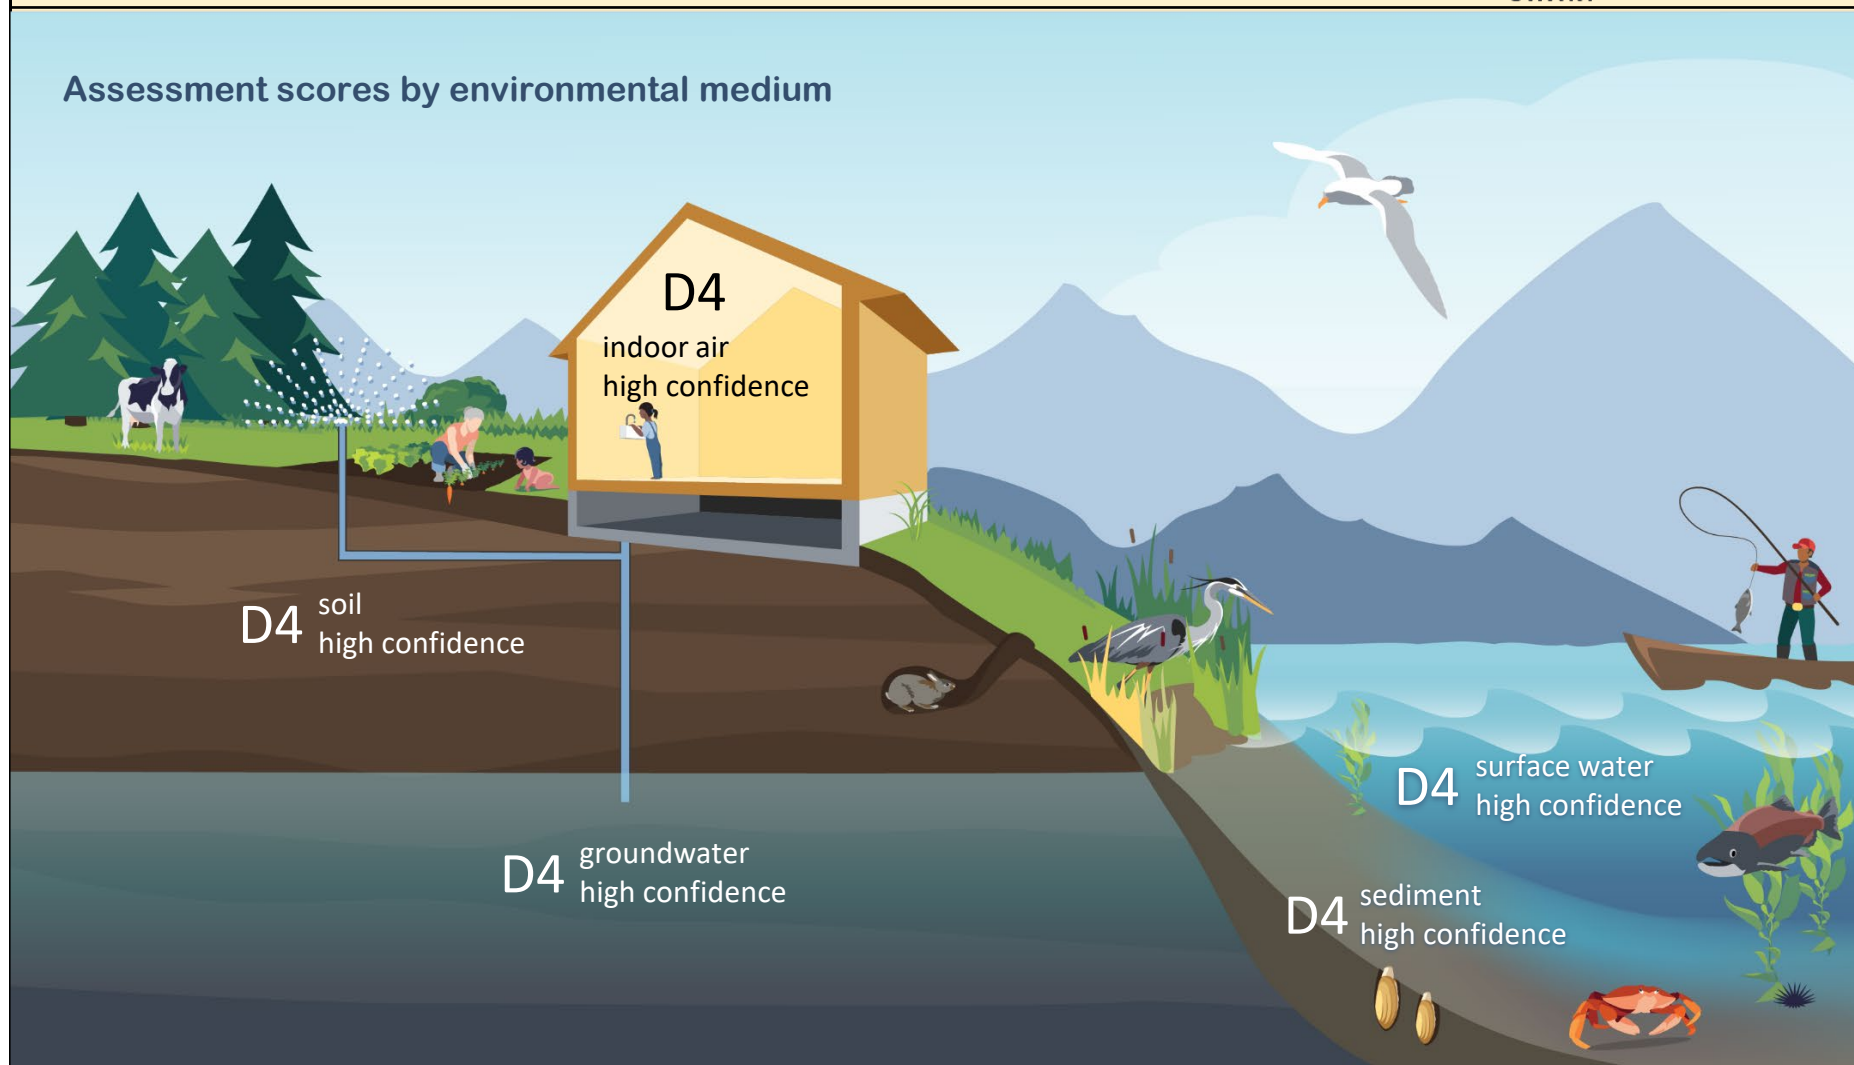 Assessment scores by environmental medium
D4
indoor air
high confidence
D4 soil
high confidence
D4 groundwater
high confidence
D4 surface water
high confidence
D4 sediment
high confidence